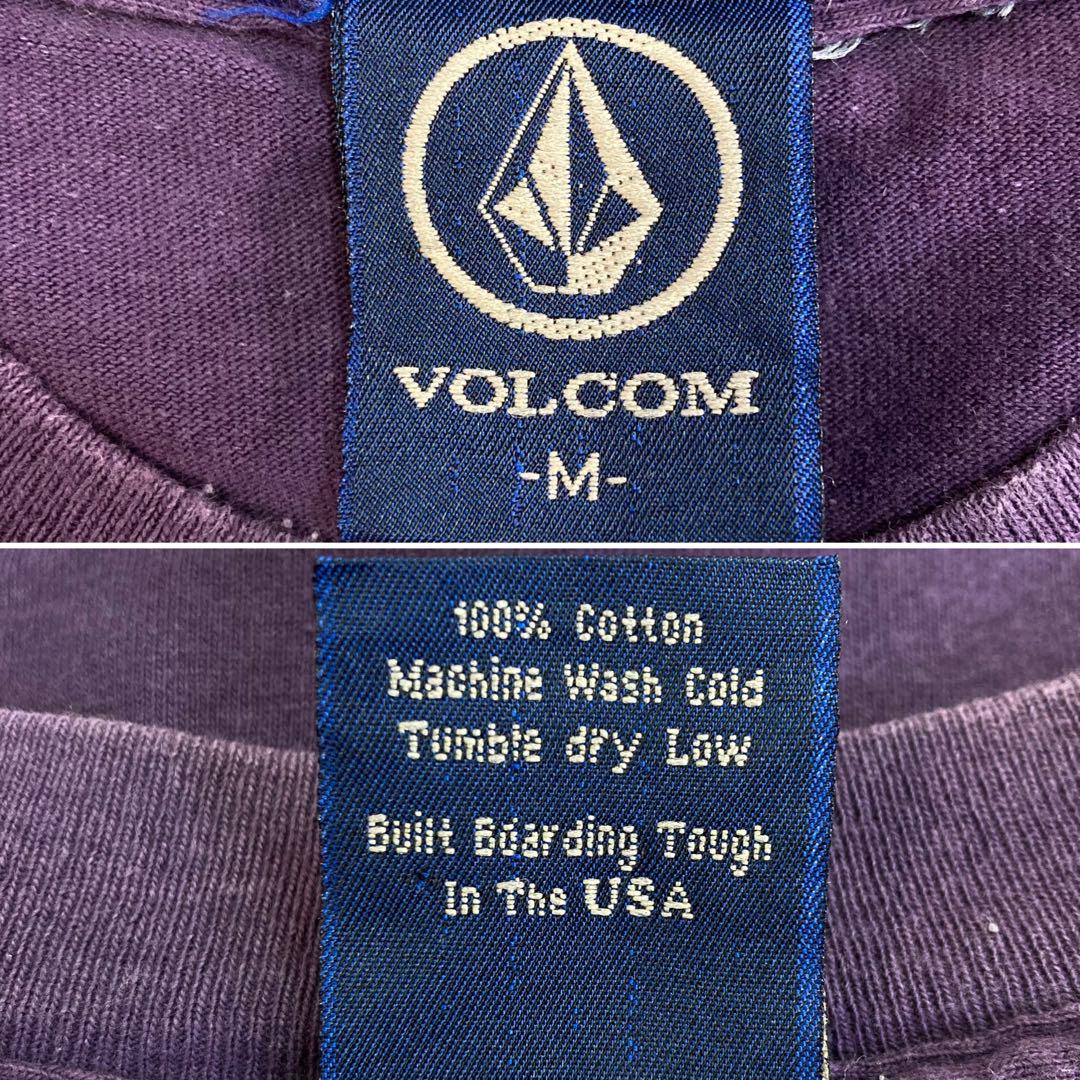 VOLCOM
-M-
100% Cotton
Machine Wash Cold
Tumble dry Low
Built Boarding Tough
In The USA